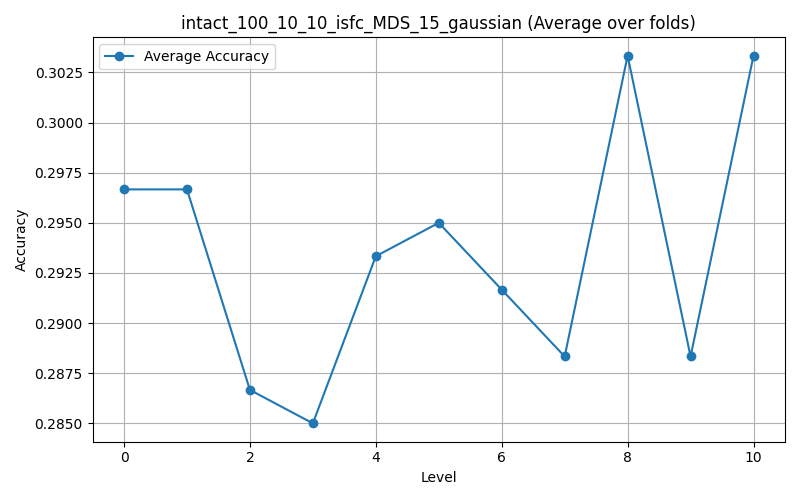 intact_100_10_10_isfc_MDS_15_gaussian (Average over folds)
Average Accuracy
0.3025
0.3000
0.2975
0.2950
0.2925
0.2900
0.2875
0.2850
Accuracy
0 2 4 6 8 10
Level